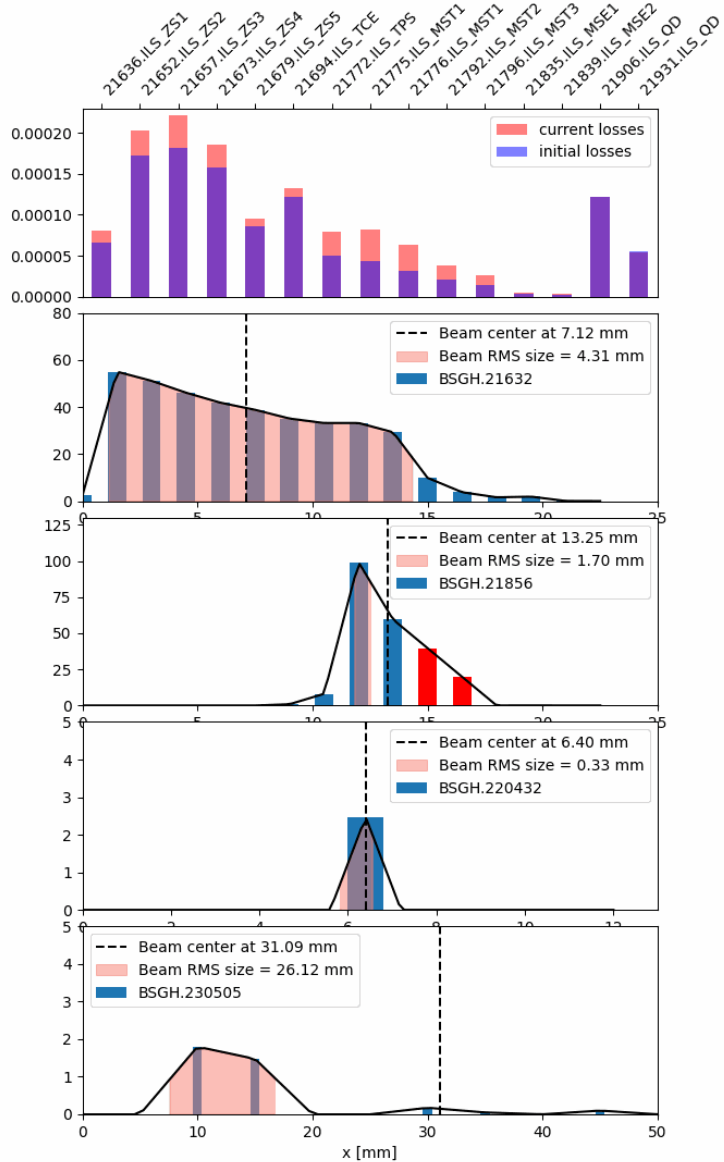 21636.ILS_ZS1
21652.ILS_ZS2
21657.ILS_ZS3
21673.ILS_ZS4
21679.ILS_ZS5
21694.ILS_TCE
21772.ILS_TPS
21775.ILS_MST1
21776.ILS_MST1
21792.ILS_MST2
21796.ILS_MST3
21835.ILS_MSE1
21839.ILS_MSE2
21906.ILS_QD
21931.ILS_QD
0.00020
0.00015
0.00010
0.00005
0.00000
current losses
initial losses
80
60
40
20
0
Beam center at 7.12 mm
Beam RMS size = 4.31 mm
BSGH.21632
0 5 10 15 20 25
125
100
75
50
25
0
Beam center at 13.25 mm
Beam RMS size = 1.70 mm
BSGH.21856
0 5 10 15 20 25
5
4
3
2
1
0
Beam center at 6.40 mm
Beam RMS size = 0.33 mm
BSGH.220432
0 2 4 6 8 10 12
5
4
3
2
1
0
Beam center at 31.09 mm
Beam RMS size = 26.12 mm
BSGH.230505
0 10 20 30 40 50
x [mm]